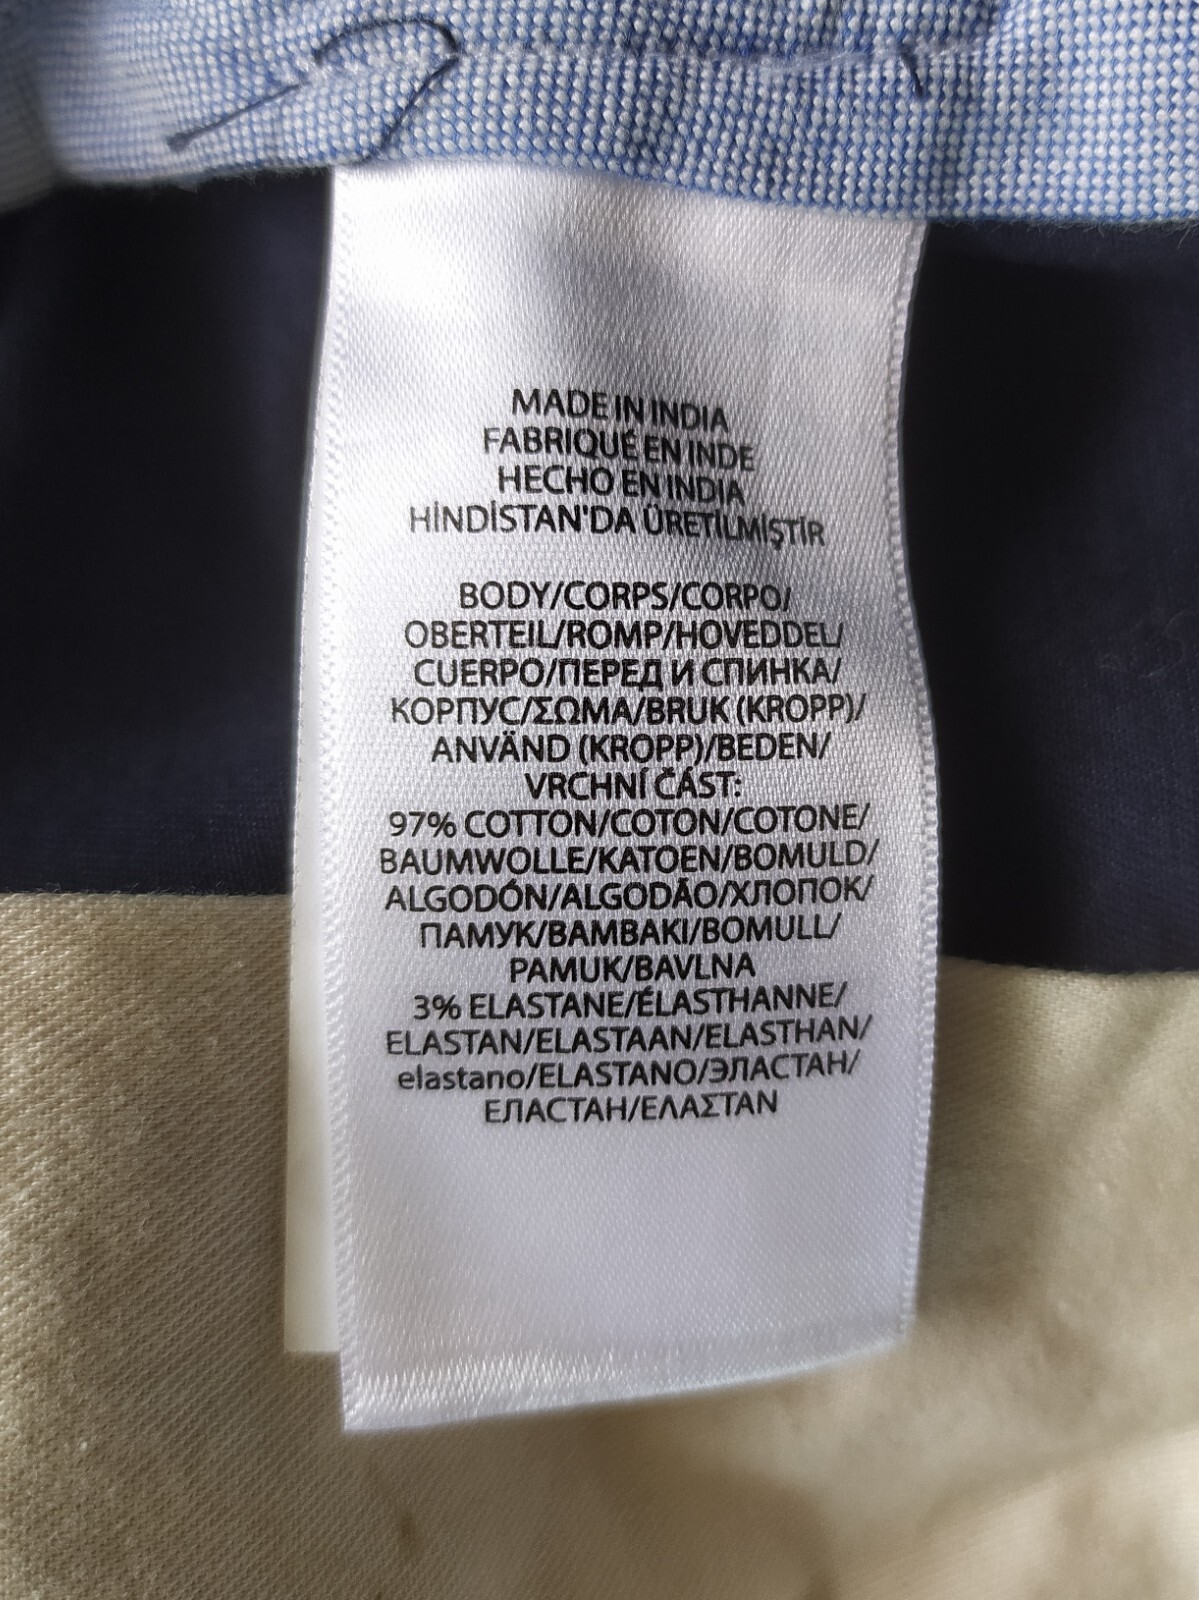 MADE IN INDIA
FABRIQUÉ EN INDE
HECHO EN INDIA
HİNDİSTAN'DA ÜRETİLMİŞTİR
BODY/CORPS/CORPO/
OBERTEIL/ROMP/HOVEDDEL/
CUERPO/ПЕРЕД И СПИНКА/
КОРПУС/ΣΩΜΑ/BRUK (KROPP)/
ANVÄND (KROPP)/BEDEN/
VRCHNÍ ČÁST:
97% COTTON/COTON/COTONE/
BAUMWOLLE/KATOEN/BOMULD/
ALGODÓN/ALGODÃO/ХЛОПОК/
ПАМУК/ΒΑΜΒΑΚΙ/BOMULL/
PAMUK/BAVLNA
3% ELASTANE/ÉLASTHANNE/
ELASTAN/ELASTAAN/ELASTHAN/
elastano/ELASTANO/ЭЛАСТАН/
ЕЛАСТАН/ΕΛΑΣΤΑΝ